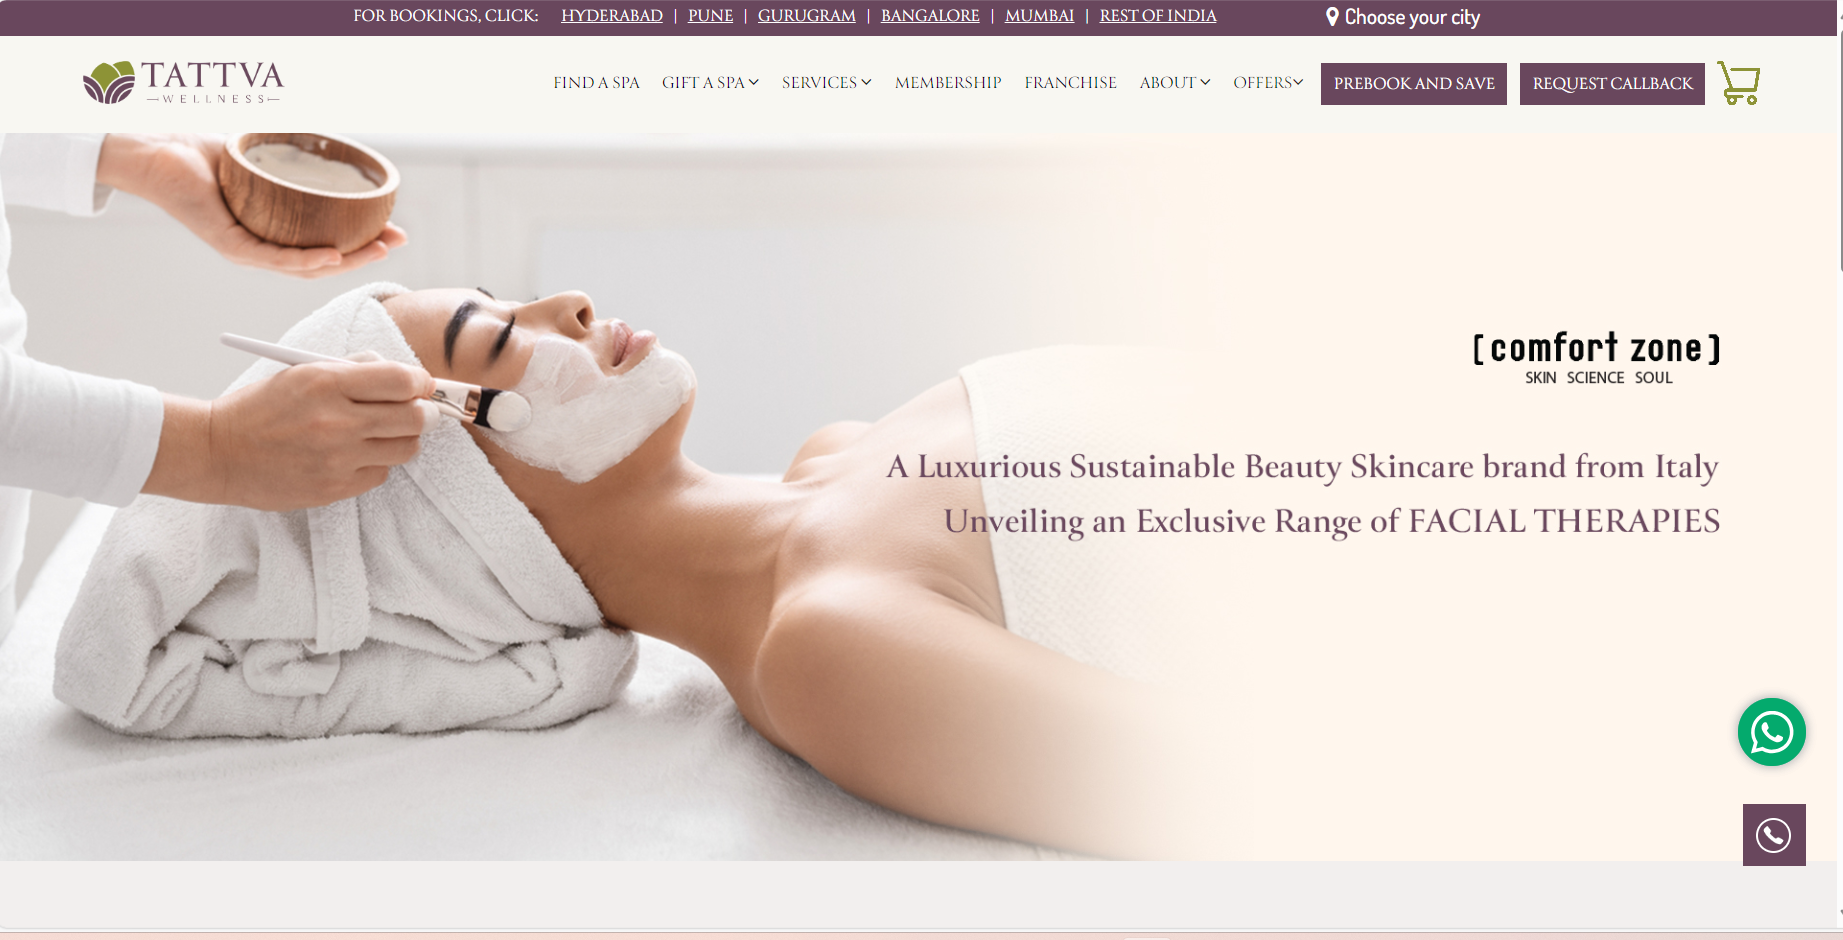 FOR BOOKINGS, CLICK: HYDERABAD | PUNE | GURUGRAM | BANGALORE | MUMBAI | REST OF INDIA Choose your city
TATTVA
WELLNESS
FIND A SPA GIFT A SPA SERVICES MEMBERSHIP FRANCHISE ABOUT OFFERS PREBOOK AND SAVE REQUEST CALLBACK
[comfort zone]
SKIN SCIENCE SOUL
A Luxurious Sustainable Beauty Skincare brand from Italy
Unveiling an Exclusive Range of FACIAL THERAPIES